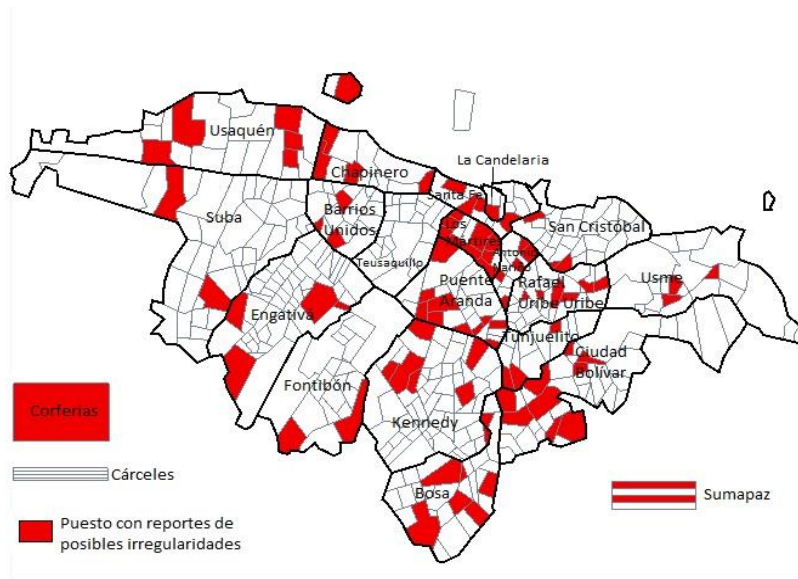 La Candelaria
Usaquén
Chapinero
Santa Fe
Suba
Barrios
Unidos
Los
Mártires
San Cristóbal
Antonio
Nariño
Teusaquillo
Puente
Aranda
Rafael
Uribe Uribe
Usme
Engativá
Tunjuelito
Ciudad
Bolívar
Fontibón
Corferias
Kennedy
Cárceles
Bosa
Sumapaz
Puesto con reportes de
posibles irregularidades